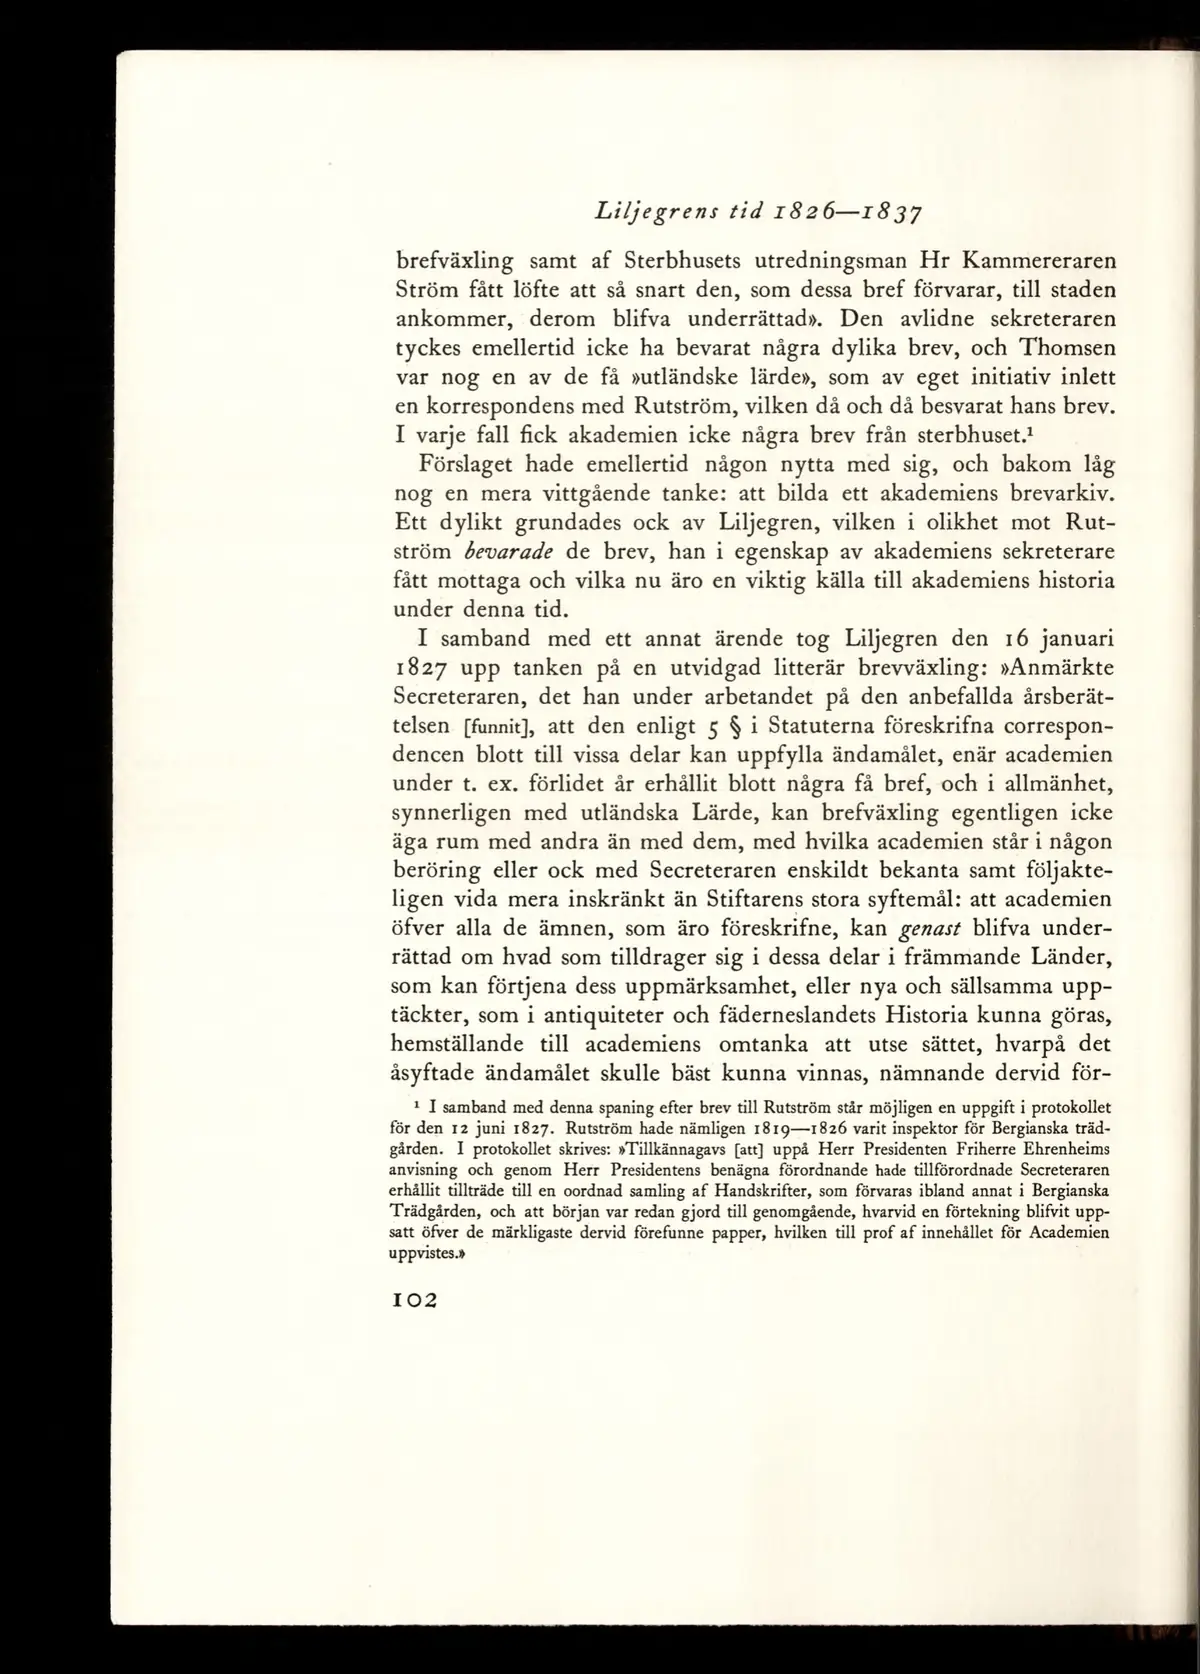 Liljegrens tid 1826—1837
brefväxling samt af Sterbhusets utredningsman Hr Kammereraren
Ström fått löfte att så snart den, som dessa bref förvarar, till staden
ankommer, derom blifva underrättad». Den avlidne sekreteraren
tyckes emellertid icke ha bevarat några dylika brev, och Thomsen
var nog en av de få »utländske lärde», som av eget initiativ inlett
en korrespondens med Rutström, vilken då och då besvarat hans brev.
I varje fall fick akademien icke några brev från sterbhuset.¹
Förslaget hade emellertid någon nytta med sig, och bakom låg
nog en mera vittgående tanke: att bilda ett akademiens brevarkiv.
Ett dylikt grundades ock av Liljegren, vilken i olikhet mot Rut-
ström bevarade de brev, han i egenskap av akademiens sekreterare
fått mottaga och vilka nu äro en viktig källa till akademiens historia
under denna tid.
I samband med ett annat ärende tog Liljegren den 16 januari
1827 upp tanken på en utvidgad litterär brevväxling: »Anmärkte
Secreteraren, det han under arbetandet på den anbefallda årsberät-
telsen [funnit], att den enligt 5 § i Statuterna föreskrifna correspon-
dencen blott till vissa delar kan uppfylla ändamålet, enär academien
under t. ex. förlidet år erhållit blott några få bref, och i allmänhet,
synnerligen med utländska Lärde, kan brefväxling egentligen icke
äga rum med andra än med dem, med hvilka academien står i någon
beröring eller ock med Secreteraren enskildt bekanta samt följakte-
ligen vida mera inskränkt än Stiftarens stora syftemål: att academien
öfver alla de ämnen, som äro föreskrifne, kan genast blifva under-
rättad om hvad som tilldrager sig i dessa delar i främmande Länder,
som kan förtjena dess uppmärksamhet, eller nya och sällsamma upp-
täckter, som i antiquiteter och fäderneslandets Historia kunna göras,
hemställande till academiens omtanka att utse sättet, hvarpå det
åsyftade ändamålet skulle bäst kunna vinnas, nämnande dervid för-
¹ I samband med denna spaning efter brev till Rutström står möjligen en uppgift i protokollet
för den 12 juni 1827. Rutström hade nämligen 1819—1826 varit inspektor för Bergianska träd-
gården. I protokollet skrives: »Tillkännagavs [att] uppå Herr Presidenten Friherre Ehrenheims
anvisning och genom Herr Presidentens benägna förordnande hade tillförordnade Secreteraren
erhållit tillträde till en oordnad samling af Handskrifter, som förvaras ibland annat i Bergianska
Trädgården, och att början var redan gjord till genomgående, hvarvid en förtekning blifvit upp-
satt öfver de märkligaste dervid förefunne papper, hvilken till prof af innehållet för Academien
uppvistes.»
102